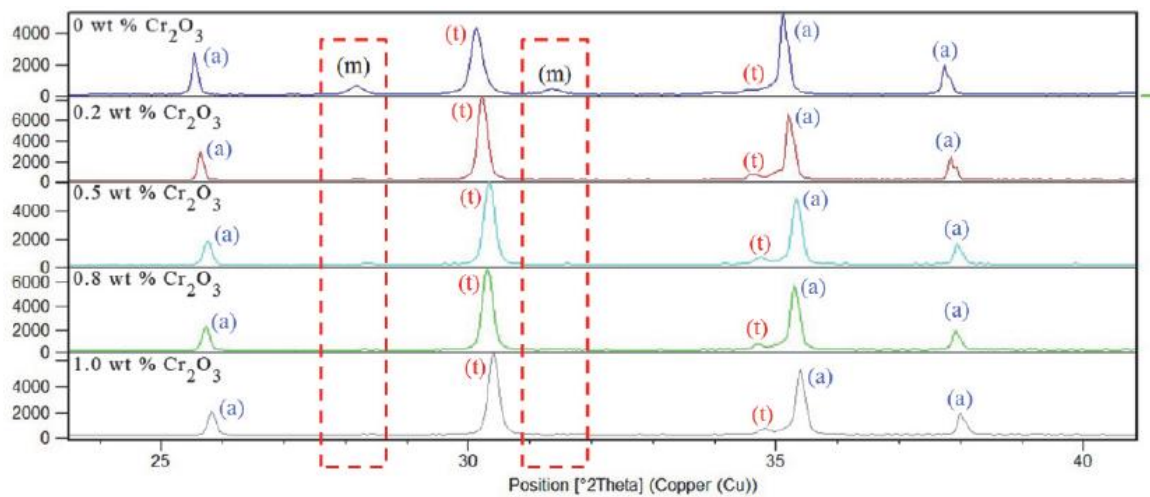 0 wt % Cr₂O₃
4000
2000
0
(a)
(m)
(t)
(m)
(t)
(a)
(a)
0.2 wt % Cr₂O₃
6000
4000
2000
0
(a)
(t)
(t)
(a)
(a)
0.5 wt % Cr₂O₃
4000
2000
0
(a)
(t)
(t)
(a)
(a)
0.8 wt % Cr₂O₃
6000
4000
2000
0
(a)
(t)
(t)
(a)
(a)
1.0 wt % Cr₂O₃
4000
2000
0
(a)
(t)
(t)
(a)
(a)
25 30 35 40
Position [°2Theta] (Copper (Cu))